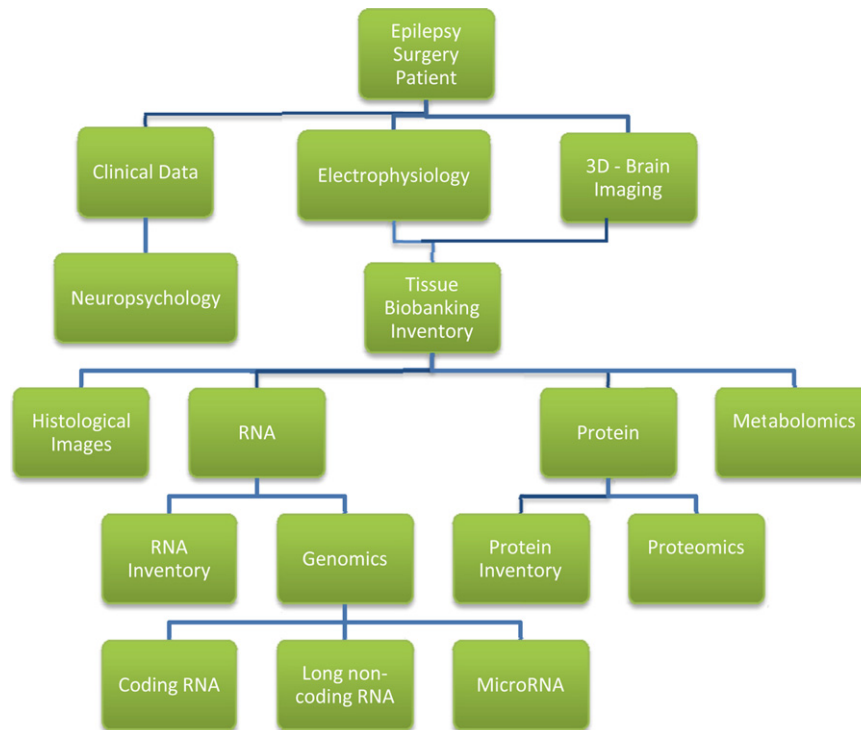 Epilepsy
Surgery
Patient
Clinical Data
Electrophysiology
3D - Brain
Imaging
Neuropsychology
Tissue
Biobanking
Inventory
Histological
Images
RNA
Protein
Metabolomics
RNA
Inventory
Genomics
Protein
Inventory
Proteomics
Coding RNA
Long non-
coding RNA
MicroRNA